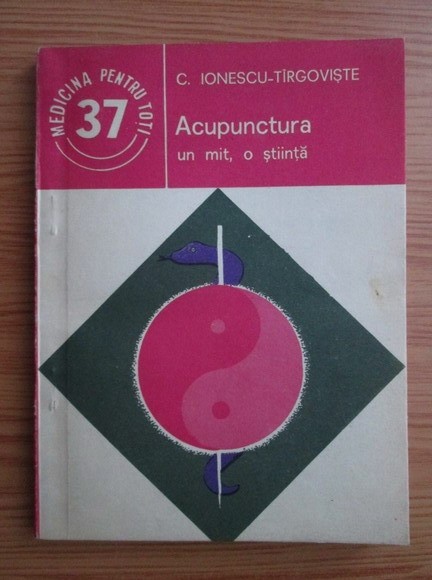 MEDICINA PENTRU TOȚI
37
C. IONESCU-TÎRGOVIȘTE
Acupunctura
un mit, o știință